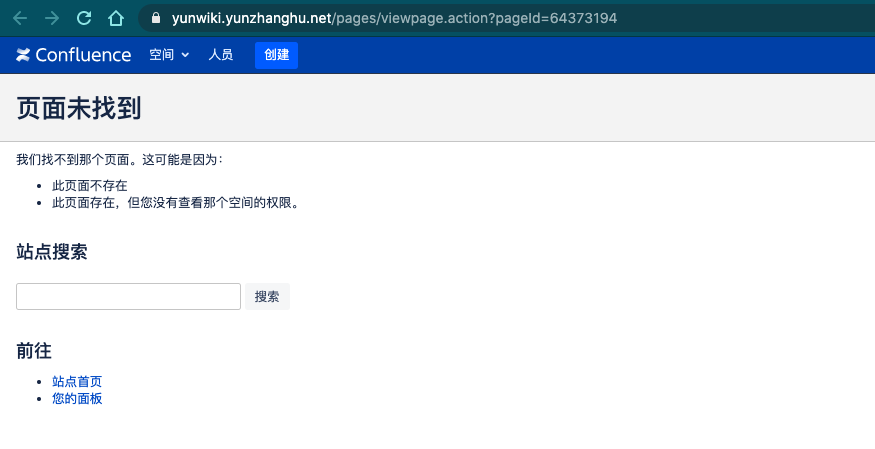 yunwiki.yunzhanghu.net/pages/viewpage.action?pageId=64373194
Confluence 空间 人员 创建
页面未找到
我们找不到那个页面。这可能是因为：
此页面不存在
此页面存在，但您没有查看那个空间的权限。
站点搜索
搜索
前往
站点首页
您的面板